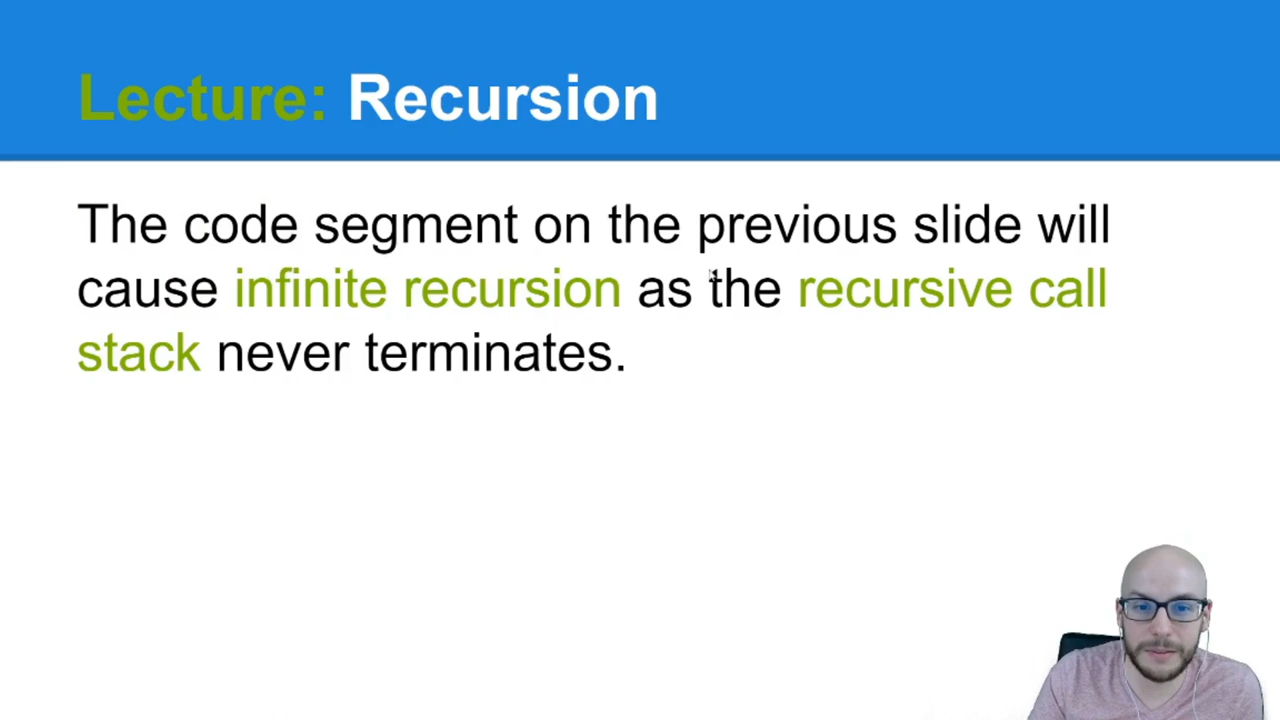 Lecture: Recursion
The code segment on the previous slide will
cause infinite recursion as the recursive call
stack never terminates.